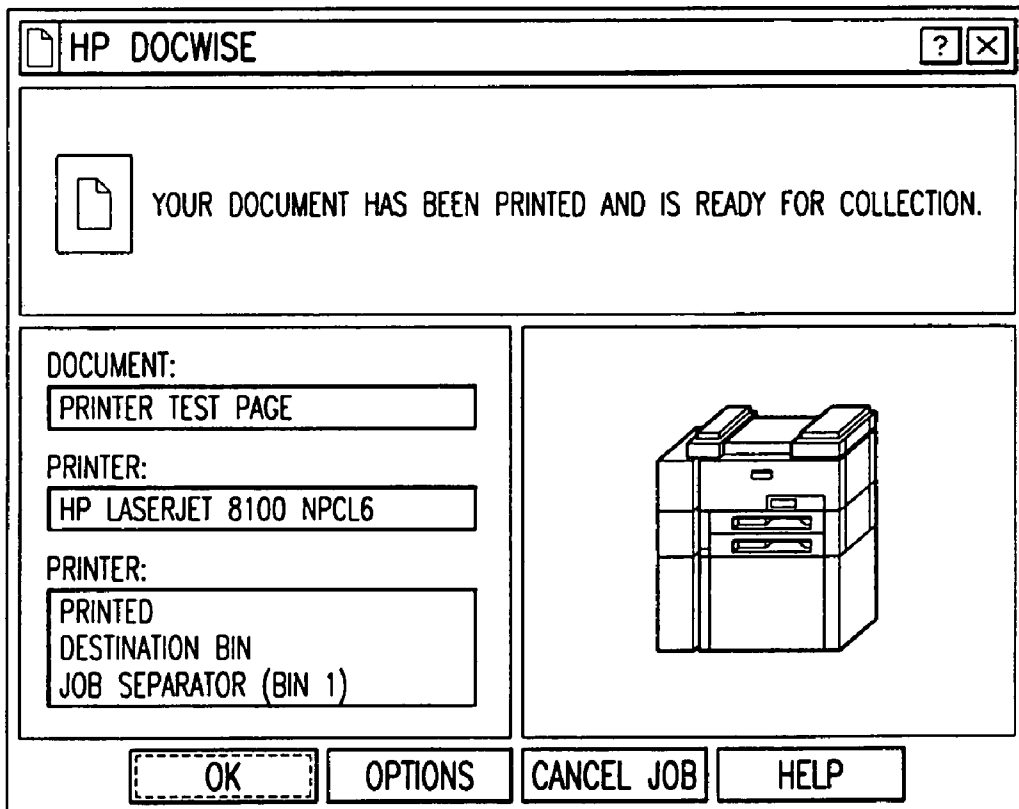 HP DOCWISE ? X
YOUR DOCUMENT HAS BEEN PRINTED AND IS READY FOR COLLECTION.
DOCUMENT:
PRINTER TEST PAGE
PRINTER:
HP LASERJET 8100 NPCL6
PRINTER:
PRINTED
DESTINATION BIN
JOB SEPARATOR (BIN 1)
OK OPTIONS CANCEL JOB HELP